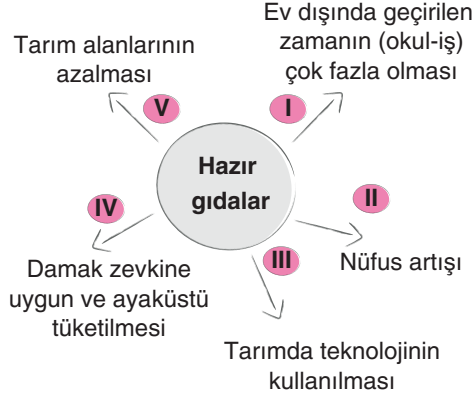 Ev dışında geçirilen
zamanın (okul-iş)
çok fazla olması
Tarım alanlarının
azalması
V
I
Hazır
gıdalar
IV
II
III
Damak zevkine
uygun ve ayaküstü
tüketilmesi
Nüfus artışı
Tarımda teknolojinin
kullanılması